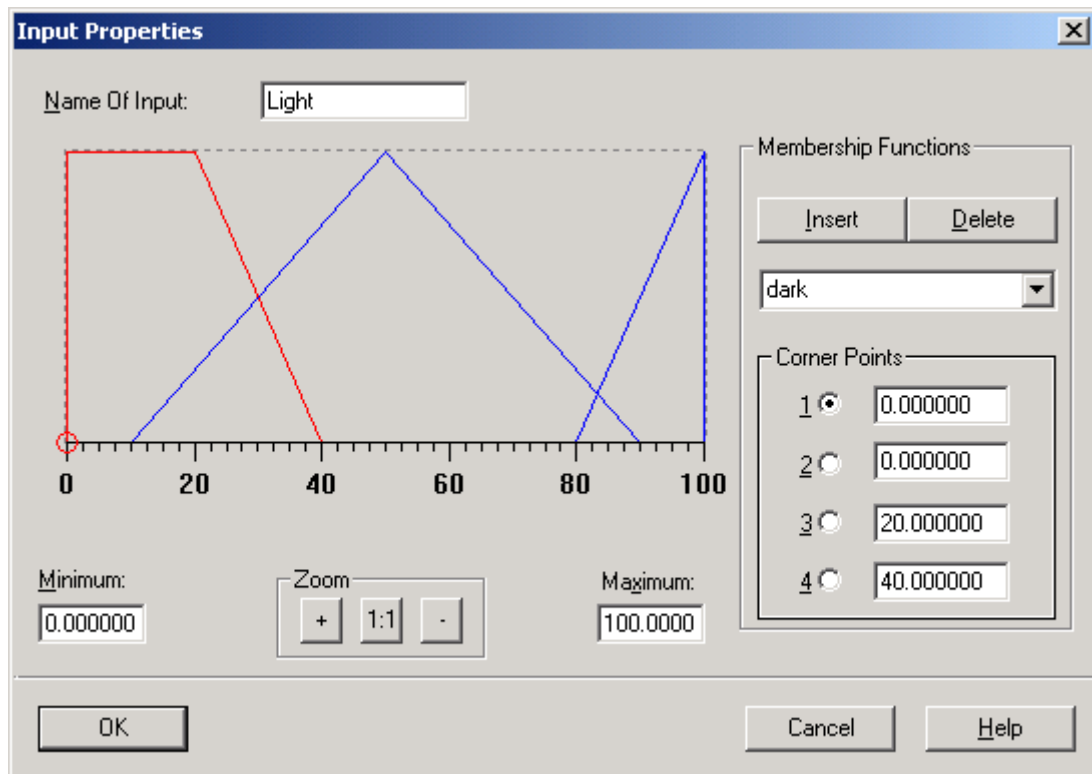 Input Properties
Name Of Input:
Light
0 20 40 60 80 100
Minimum:
0.000000
Zoom
+ 1:1 -
Maximum:
100.0000
Membership Functions
Insert Delete
dark
Corner Points
1 0.000000
2 0.000000
3 20.000000
4 40.000000
OK Cancel Help